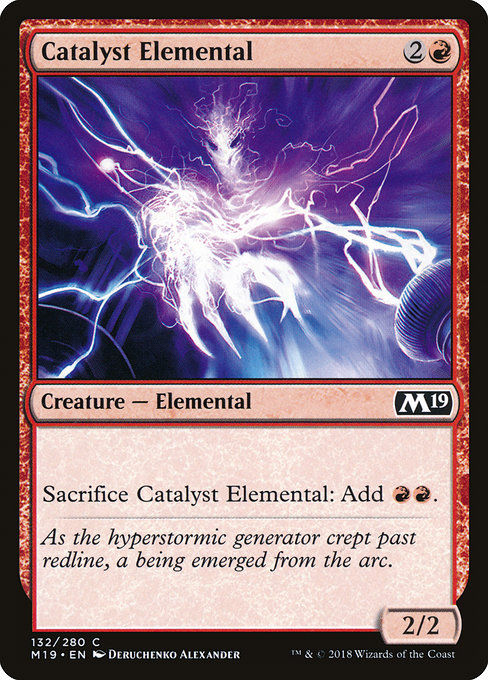 Catalyst Elemental 2
Creature — Elemental
M19
Sacrifice Catalyst Elemental: Add .
As the hyperstormic generator crept past
redline, a being emerged from the arc.
2/2
132/280 C
M19 • EN Deruchenko Alexander
™ & © 2018 Wizards of the Coast